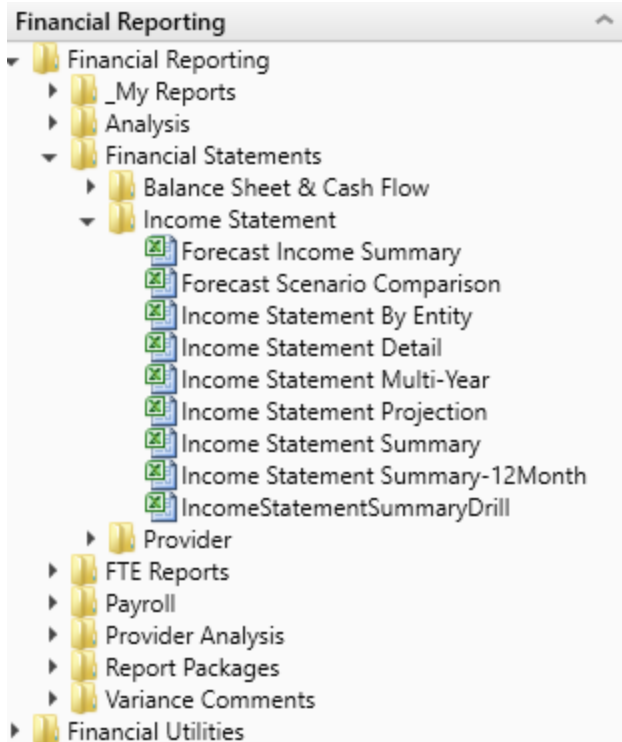 Financial Reporting
Financial Reporting
_My Reports
Analysis
Financial Statements
Balance Sheet & Cash Flow
Income Statement
Forecast Income Summary
Forecast Scenario Comparison
Income Statement By Entity
Income Statement Detail
Income Statement Multi-Year
Income Statement Projection
Income Statement Summary
Income Statement Summary-12Month
IncomeStatementSummaryDrill
Provider
FTE Reports
Payroll
Provider Analysis
Report Packages
Variance Comments
Financial Utilities